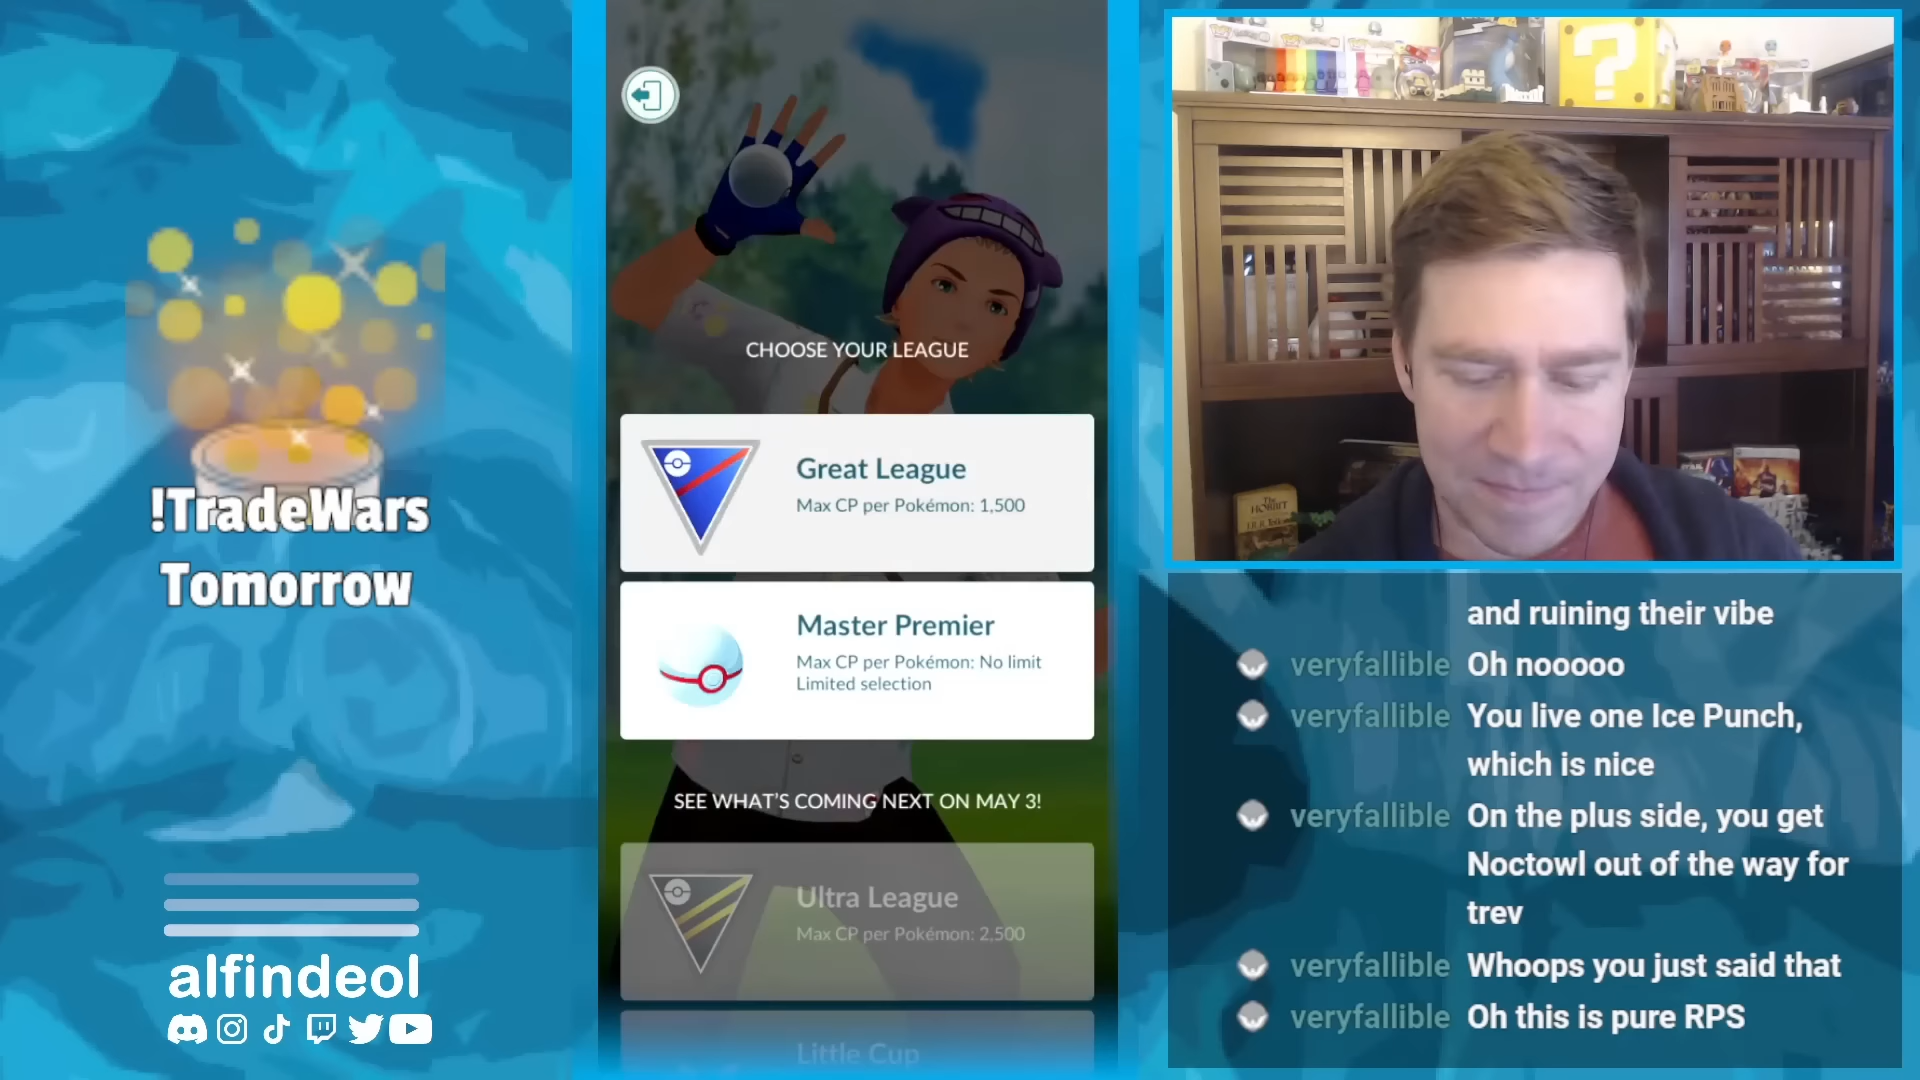 !TradeWars
Tomorrow
alfindeol
CHOOSE YOUR LEAGUE
Great League
Max CP per Pokémon: 1,500
Master Premier
Max CP per Pokémon: No limit
Limited selection
SEE WHAT'S COMING NEXT ON MAY 3!
Ultra League
Max CP per Pokémon: 2,500
Little Cup
?
The
HOBBIT
and ruining their vibe
veryfallible Oh nooooo
veryfallible You live one Ice Punch,
which is nice
veryfallible On the plus side, you get
Noctowl out of the way for
trev
veryfallible Whoops you just said that
veryfallible Oh this is pure RPS